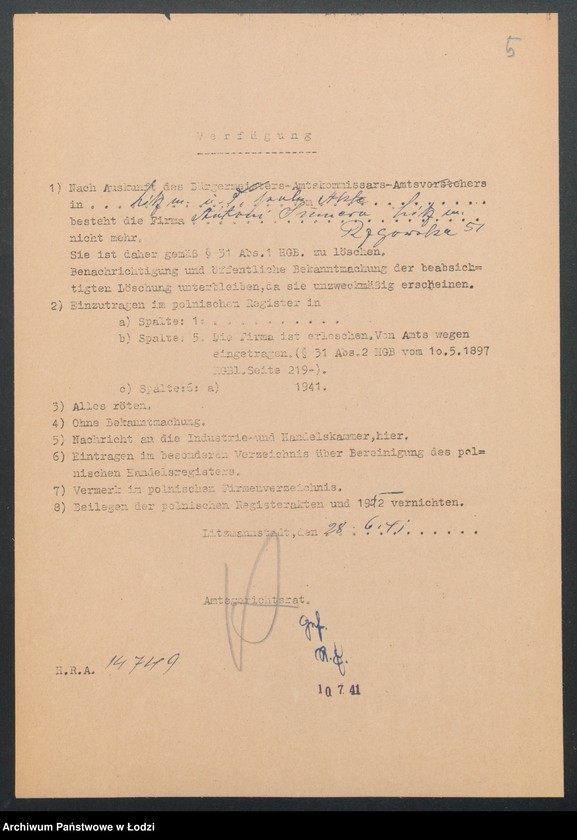 5
Verfügung
1) Nach Auskunft des Bürgermeisters-Amtskommissars-Amtsvorstehers
in
besteht die Firma Antoni
nicht mehr. Rzgowska 51
Sie ist daher gemäß § 31 Abs.1 HGB. zu löschen.
Benachrichtigung und öffentliche Bekanntmachung der beabsich=
tigten Löschung unterbleiben,da sie unzweckmäßig erscheinen.
2) Einzutragen im polnischen Register in
a) Spalte: 1. . . . . . . . . . . .
b) Spalte: 5. Die Firma ist erloschen.Von Amts wegen
eingetragen.(§ 31 Abs.2 HGB vom 10.5.1897
RGBl.Seite 219-).
c) Spalte:6: a) 1941.
3) Alles röten.
4) Ohne Bekanntmachung.
5) Nachricht an die Industrie-und Handelskammer,hier.
6) Eintragen im besonderen Verzeichnis über Bereinigung des pol=
nischen Handelsregisters.
7) Vermerk im polnischen Firmenverzeichnis.
8) Beilegen der polnischen Registerakten und 1952 vernichten.
Litzmannstadt,den 28. 6. 41
Amtsgerichtsrat.
Gef.
H.R.A. 14749
10 7. 41
Archiwum Państwowe w Łodzi